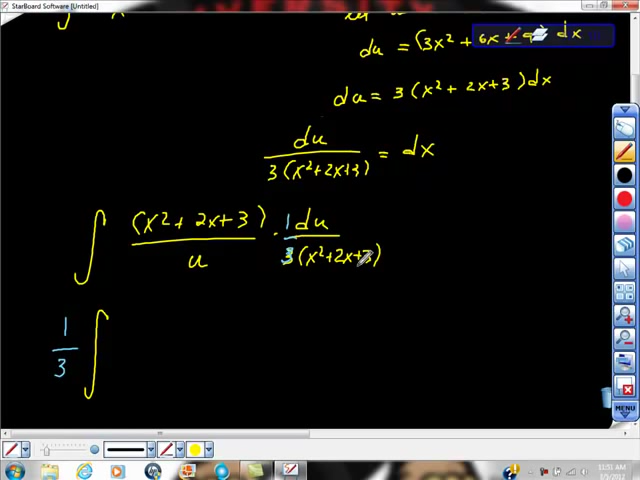 StarBoard Software [Untitled]
du = (3x² + 6x + 9) dx
du = 3(x² + 2x + 3)dx
du / 3(x² + 2x + 3) = dx
∫ (x² + 2x + 3) / u · 1 du / 3(x² + 2x + 3)
1/3 ∫
MENU
11:51 AM